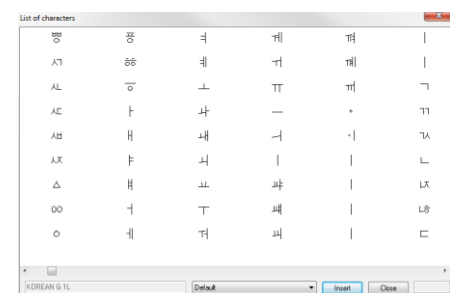 List of characters
ㅹ ㆄ ㅕ ㅞ ㆊ ㅣ
ㅺ ㆅ ㅖ ㅟ ㆋ ㅣ
ㅻ ㆆ ㅗ ㅠ ㆌ ㄱ
ㅼ ㅏ ㅘ ㅡ ㆍ ㄲ
ㅽ ㅐ ㅙ ㅢ ㆎ ㄳ
ㅾ ㅑ ㅚ ㅣ ㅣ ㄴ
ㅿ ㅒ ㅛ ㆇ ㅣ ㄵ
ㆀ ㅓ ㅜ ㆈ ㅣ ㄶ
ㆁ ㅔ ㅝ ㆉ ㅣ ㄷ
KOREAN G 1L Default Insert Close